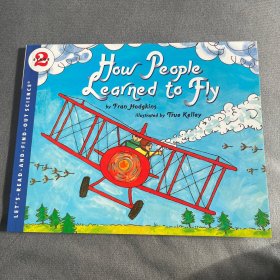 2
How People
Learned to Fly
by Fran Hodgkins
illustrated by True Kelley
LET'S-READ-AND-FIND-OUT SCIENCE®